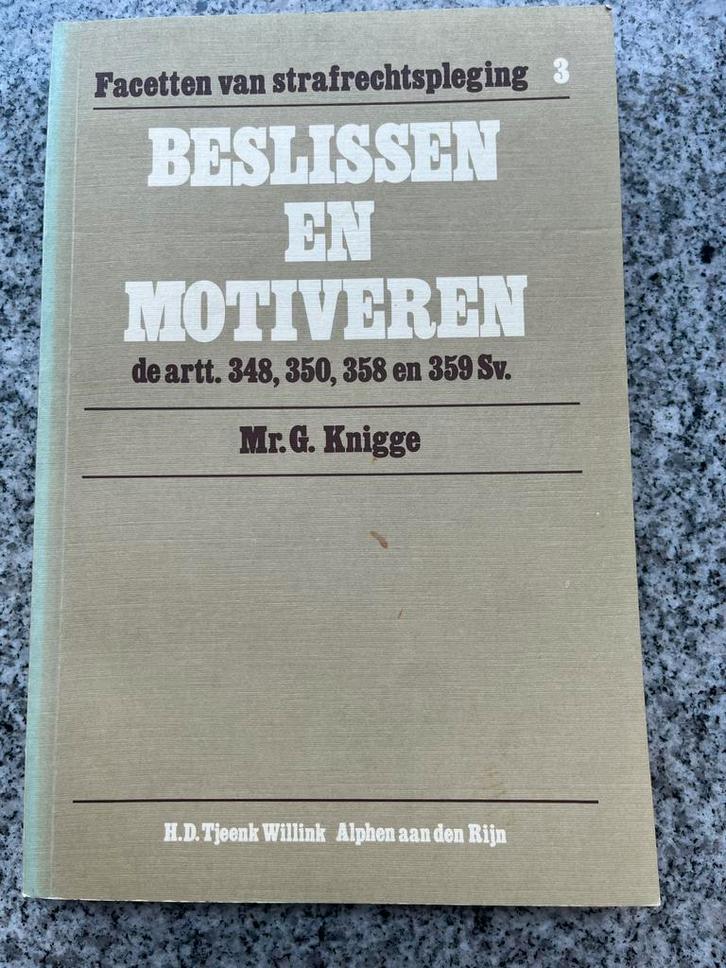 Facetten van strafrechtspleging 3
BESLISSEN
EN
MOTIVEREN
de artt. 348, 350, 358 en 359 Sv.
Mr. G. Knigge
H.D. Tjeenk Willink Alphen aan den Rijn